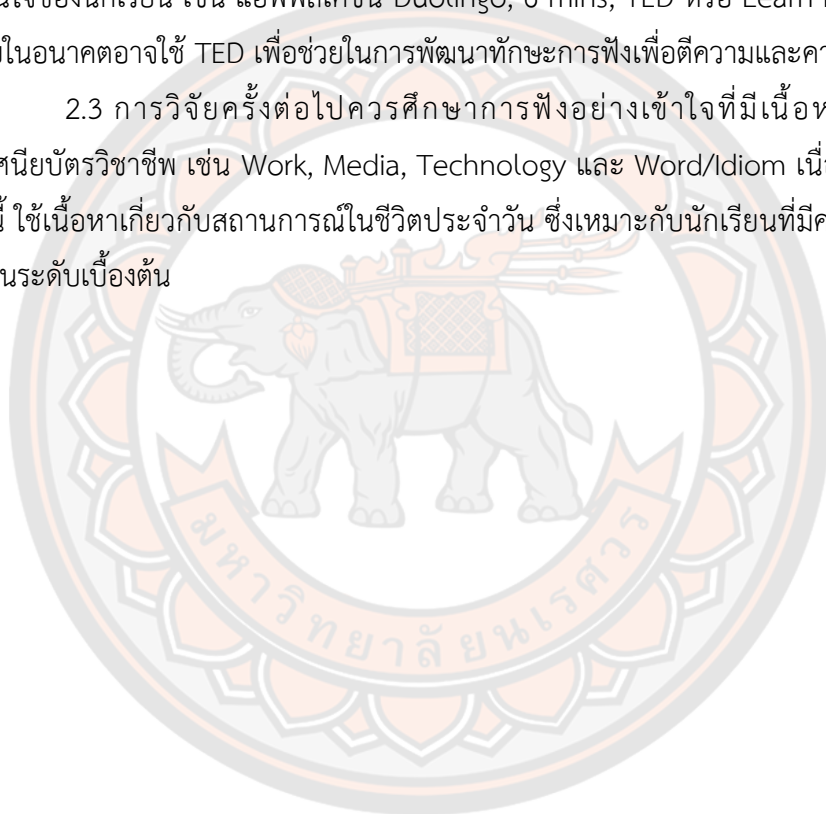 ใจของนักเรียน เช่น แอพพลิเคชั่น Duolingo, 6 mins, TED หรือ Learn
ในอนาคตอาจใช้ TED เพื่อช่วยในการพัฒนาทักษะการฟังเพื่อตีความและคา
2.3 การวิจัยครั้งต่อไปควรศึกษาการฟังอย่างเข้าใจที่มีเนื้อห
ศนียบัตรวิชาชีพ เช่น Work, Media, Technology และ Word/Idiom เนื่
นี้ ใช้เนื้อหาเกี่ยวกับสถานการณ์ในชีวิตประจำวัน ซึ่งเหมาะกับนักเรียนที่มีค
นระดับเบื้องต้น
มหาวิทยาลัยนเรศวร